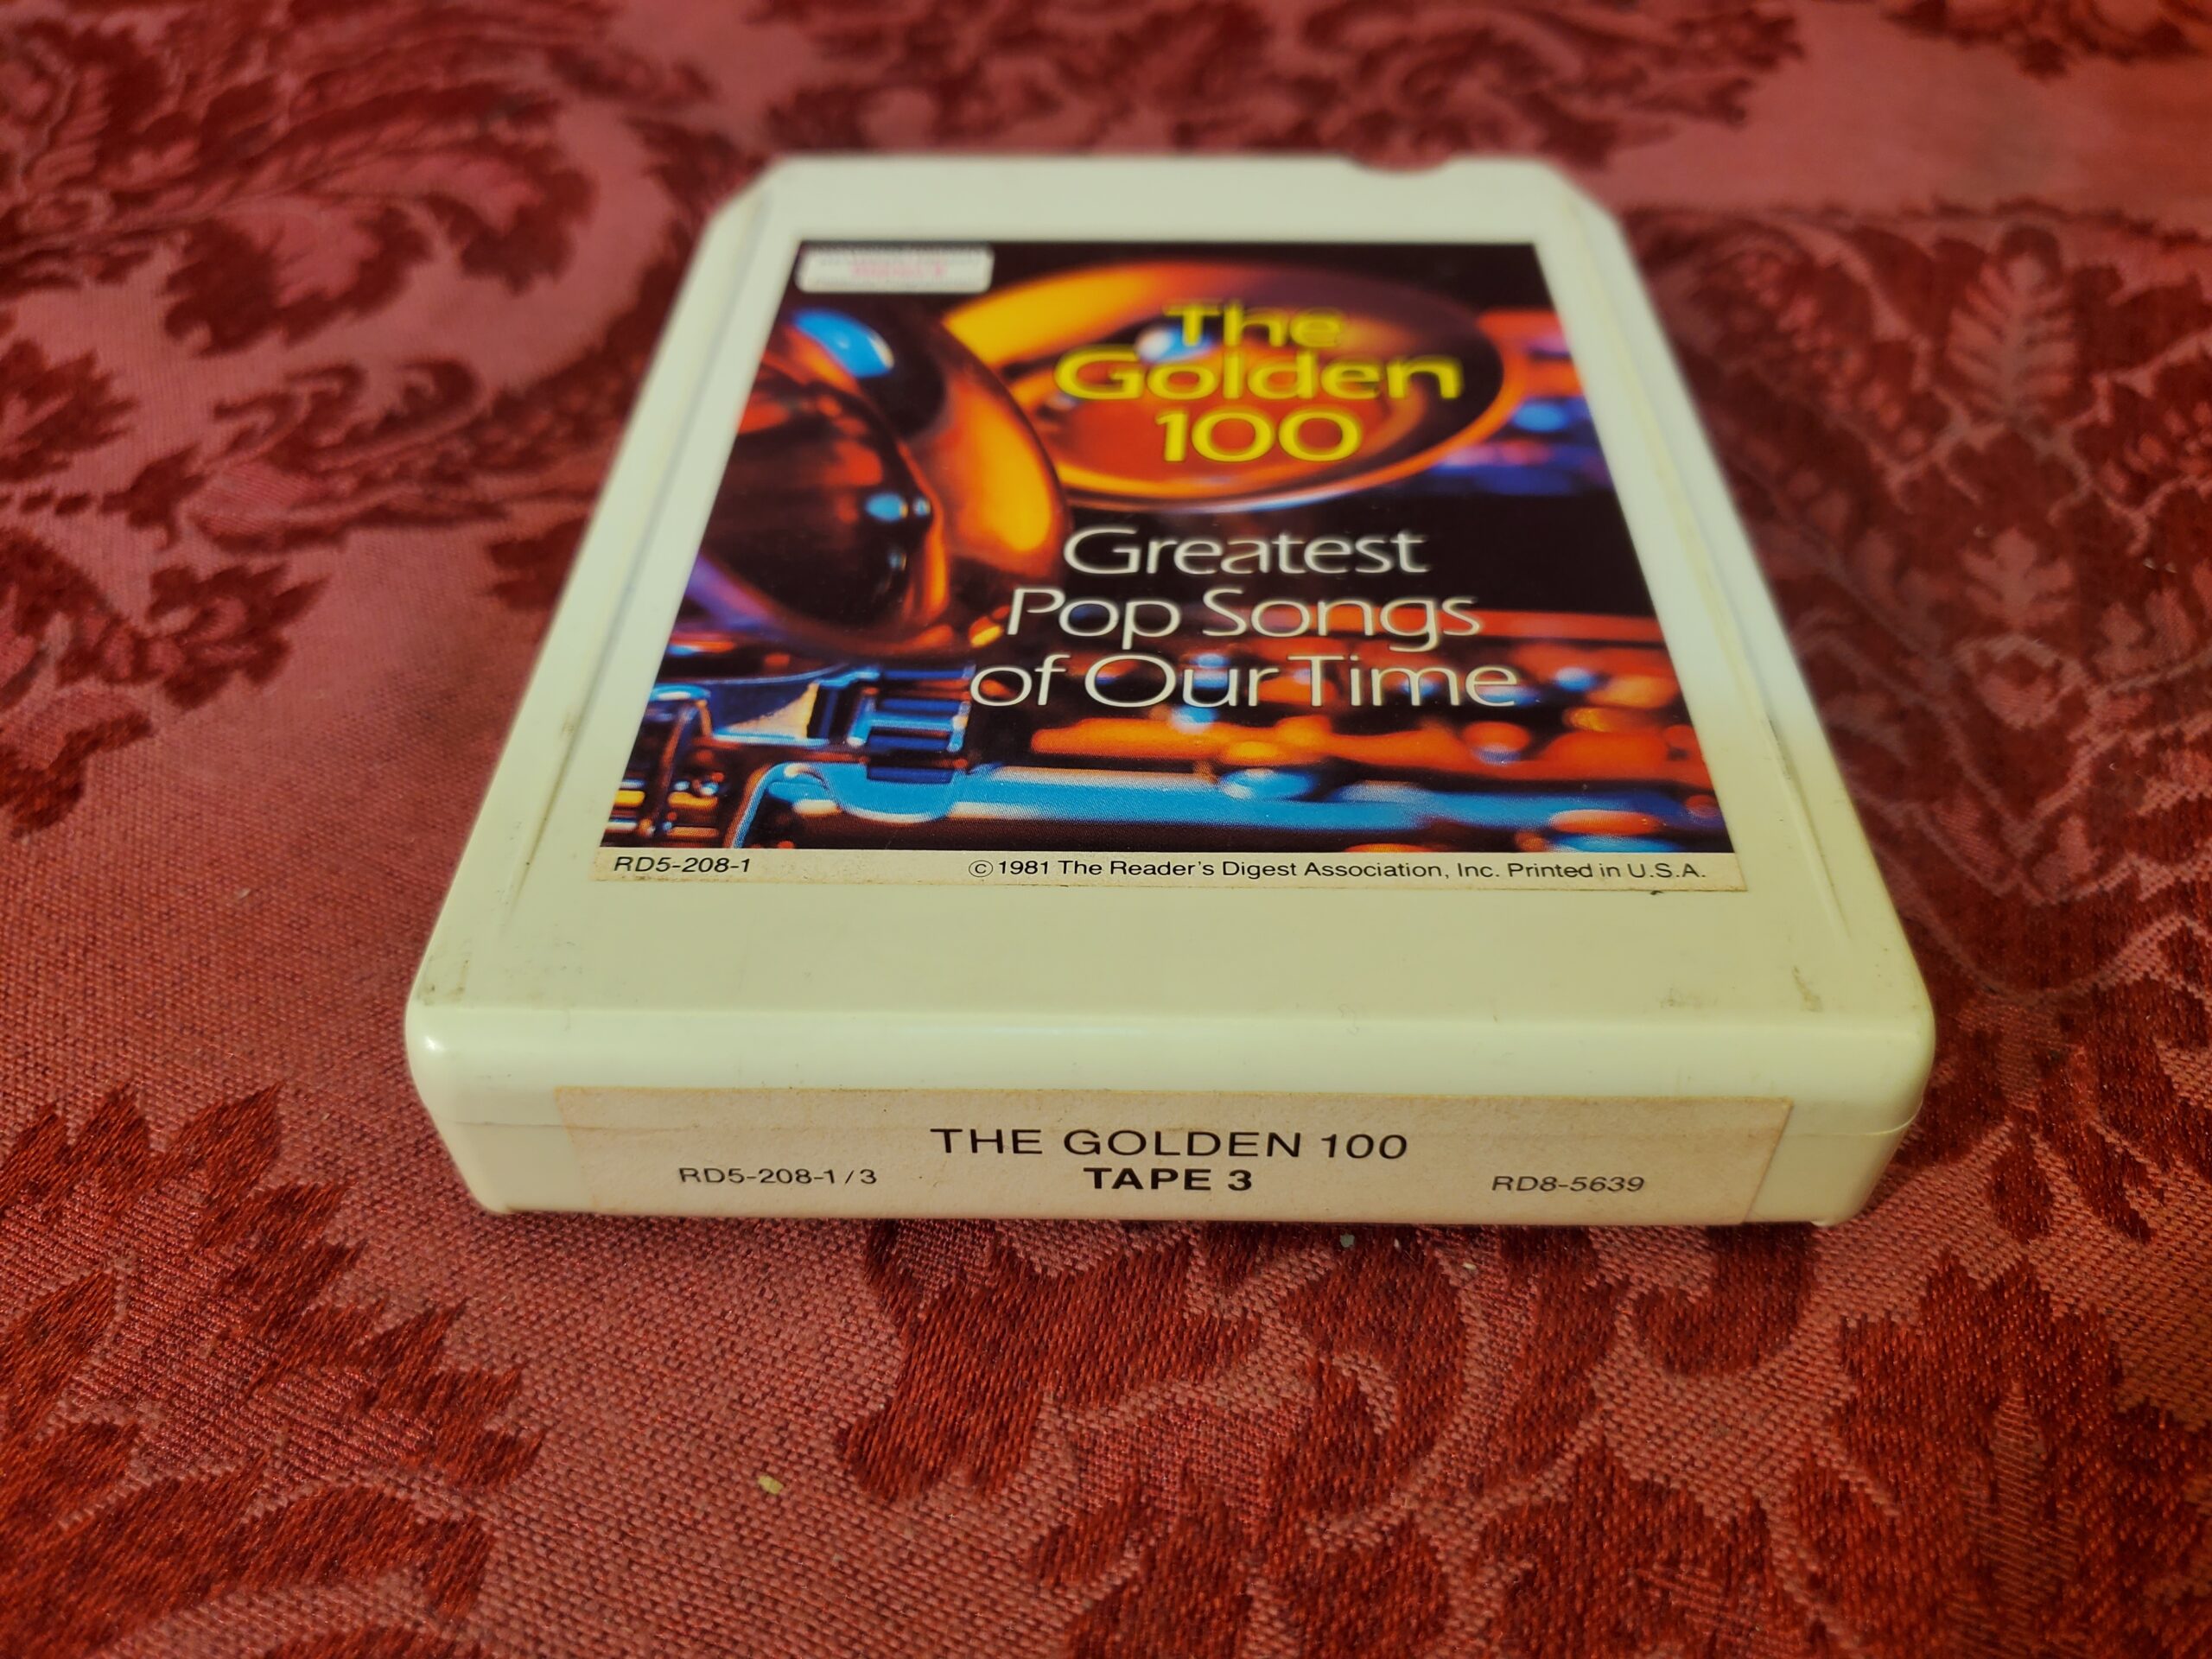 The
Golden
100
Greatest
Pop Songs
of Our Time
RD5-208-1
©1981 The Reader's Digest Association, Inc. Printed in U.S.A.
THE GOLDEN 100
RD5-208-1/3 TAPE 3 RD8-5639